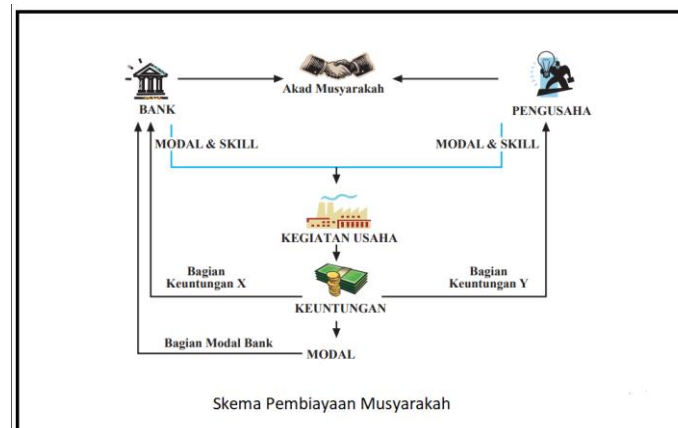 Akad Musyarakah
BANK
PENGUSAHA
MODAL & SKILL
MODAL & SKILL
KEGIATAN USAHA
Bagian
Keuntungan X
Bagian
Keuntungan Y
KEUNTUNGAN
Bagian Modal Bank
MODAL
Skema Pembiayaan Musyarakah